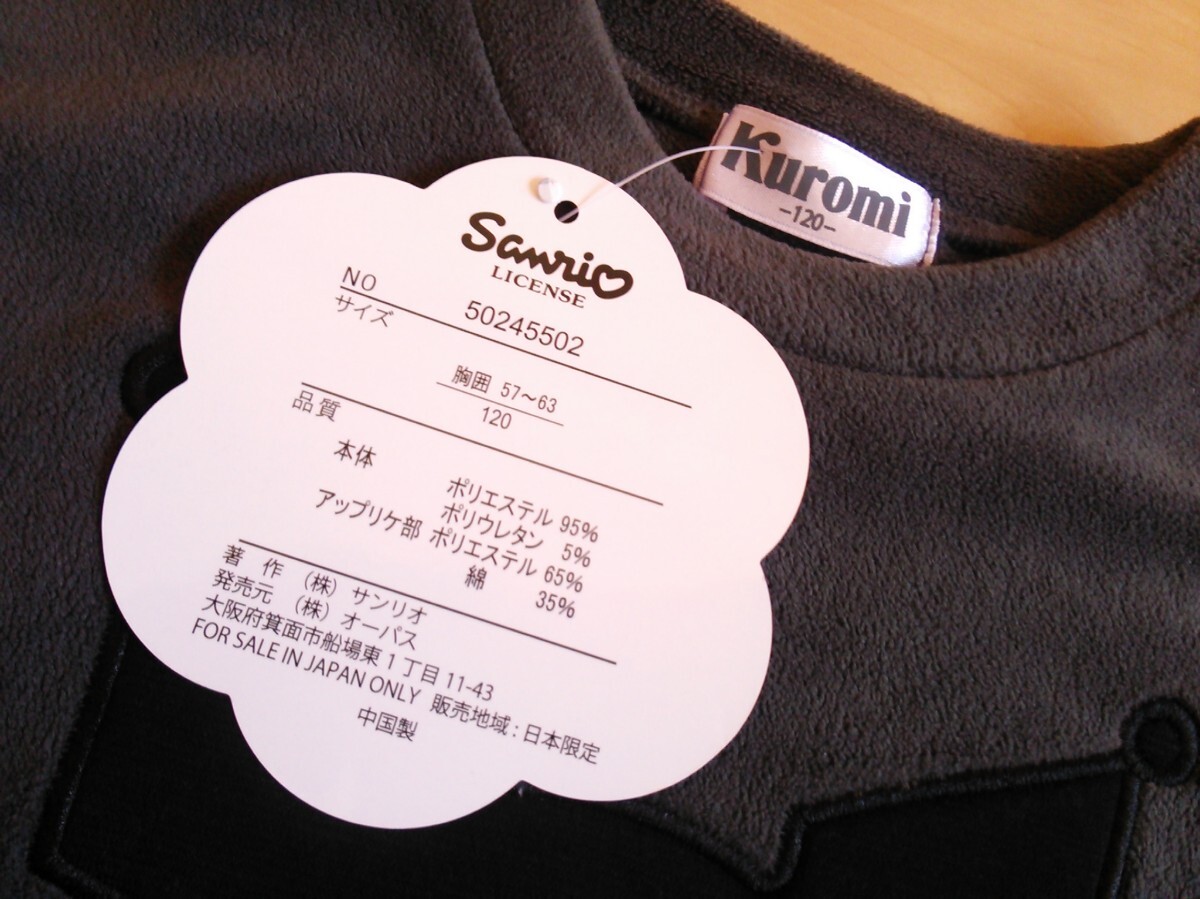 Kuromi
-120-
Sanrio
LICENSE
NO 50245502
サイズ
胸囲 57～63
120
品質
本体 ポリエステル 95%
ポリウレタン 5%
アップリケ部 ポリエステル 65%
綿 35%
著 作 （株） サンリオ
発売元 （株） オーパス
大阪府箕面市船場東1丁目11-43
FOR SALE IN JAPAN ONLY 販売地域：日本限定
中国製